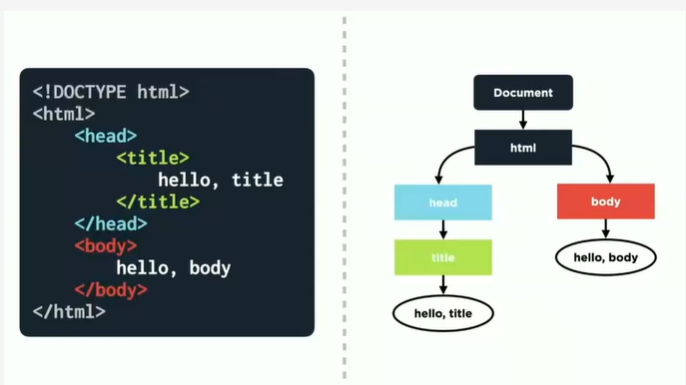 <!DOCTYPE html>
<html>
<head>
<title>
hello, title
</title>
</head>
<body>
hello, body
</body>
</html>
Document
html
head
body
title
hello, body
hello, title